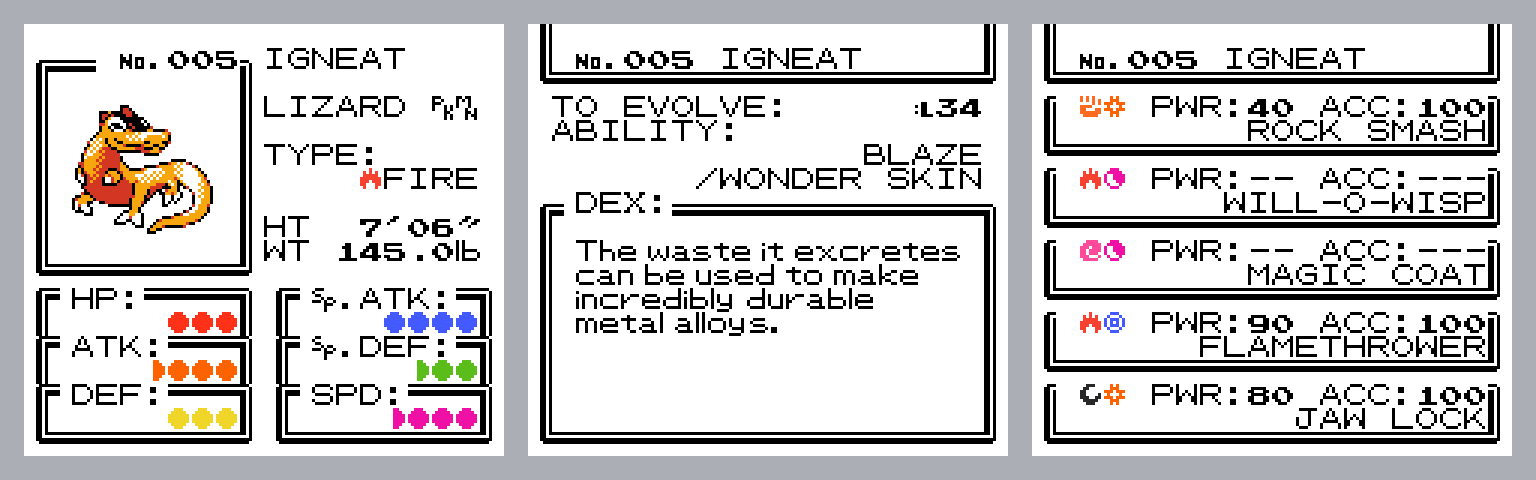 No.005 IGNEAT
LIZARD PKMN
TYPE:
FIRE
HT 7'06"
WT 145.0lb
HP:
ATK:
DEF:
Sp.ATK:
Sp.DEF:
SPD:
No.005 IGNEAT
TO EVOLVE: :L34
ABILITY:
BLAZE
/WONDER SKIN
DEX:
The waste it excretes
can be used to make
incredibly durable
metal alloys.
No.005 IGNEAT
PWR:40 ACC:100
ROCK SMASH
PWR:-- ACC:---
WILL-O-WISP
PWR:-- ACC:---
MAGIC COAT
PWR:90 ACC:100
FLAMETHROWER
PWR:80 ACC:100
JAW LOCK